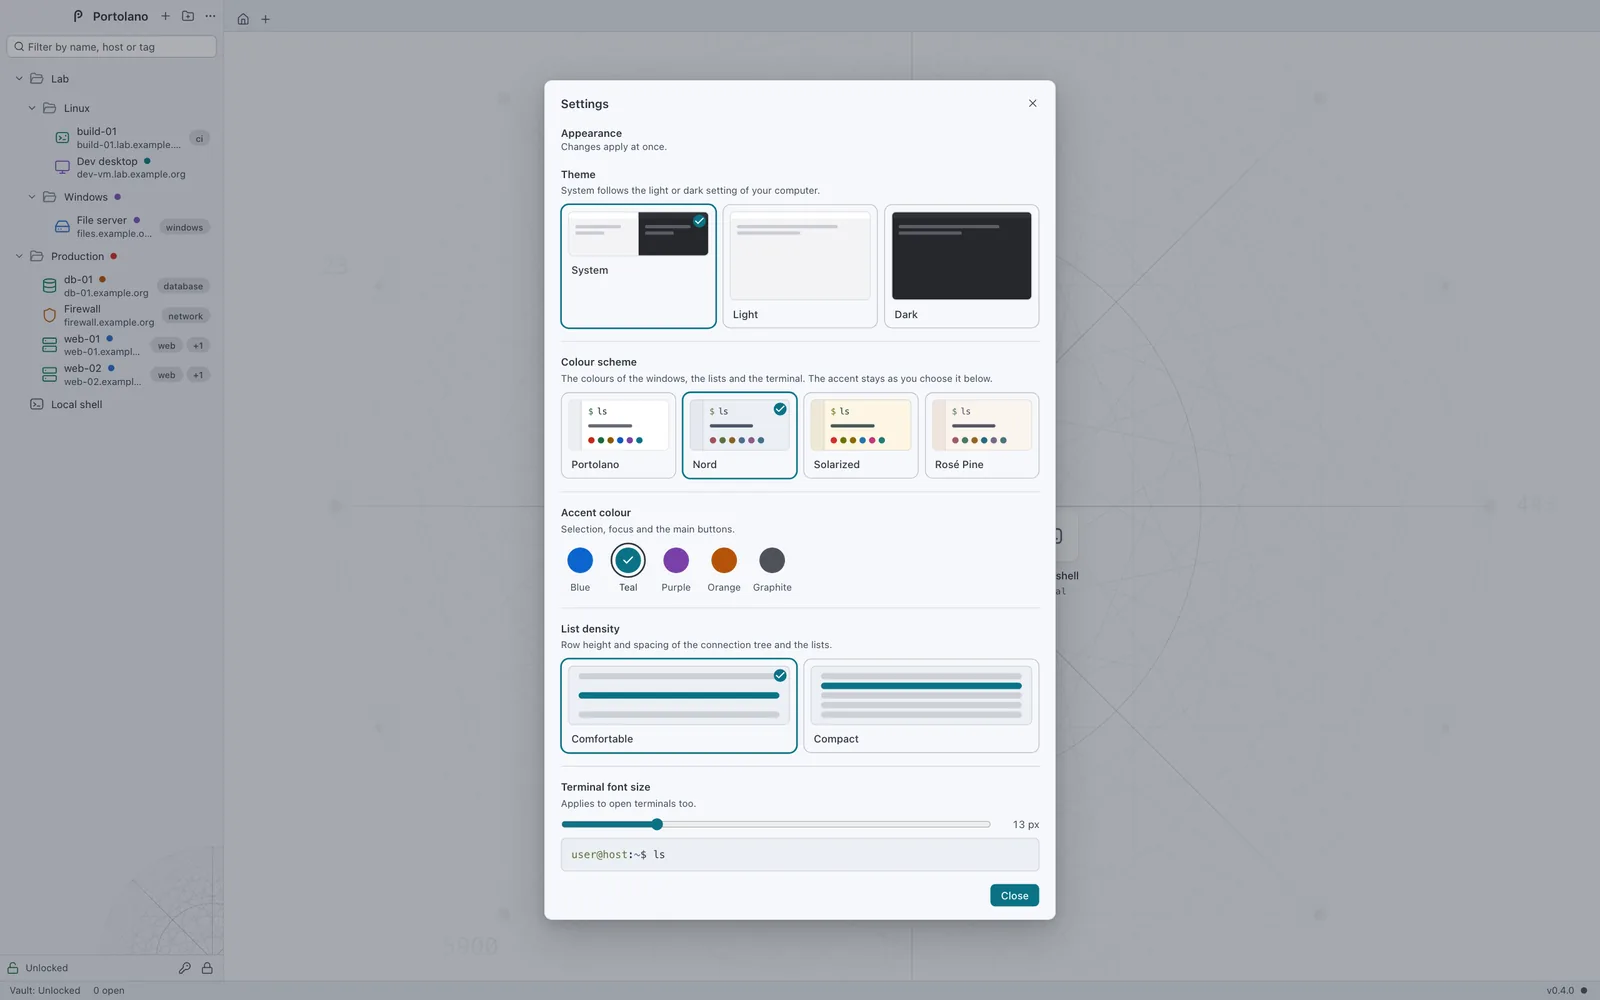 Portolano
Filter by name, host or tag
Lab
Linux
build-01
build-01.lab.example....
ci
Dev desktop
dev-vm.lab.example.org
Windows
File server
files.example.o...
windows
Production
db-01
db-01.example.org
database
Firewall
firewall.example.org
network
web-01
web-01.exampl...
web
+1
web-02
web-02.exampl...
web
+1
Local shell
Unlocked
Vault: Unlocked
0 open
Settings
Appearance
Changes apply at once.
Theme
System follows the light or dark setting of your computer.
System
Light
Dark
Colour scheme
The colours of the windows, the lists and the terminal. The accent stays as you choose it below.
$ ls
Portolano
$ ls
Nord
$ ls
Solarized
$ ls
Rosé Pine
Accent colour
Selection, focus and the main buttons.
Blue
Teal
Purple
Orange
Graphite
List density
Row height and spacing of the connection tree and the lists.
Comfortable
Compact
Terminal font size
Applies to open terminals too.
13 px
user@host:~$ ls
Close
shell
al
5900
v0.4.0